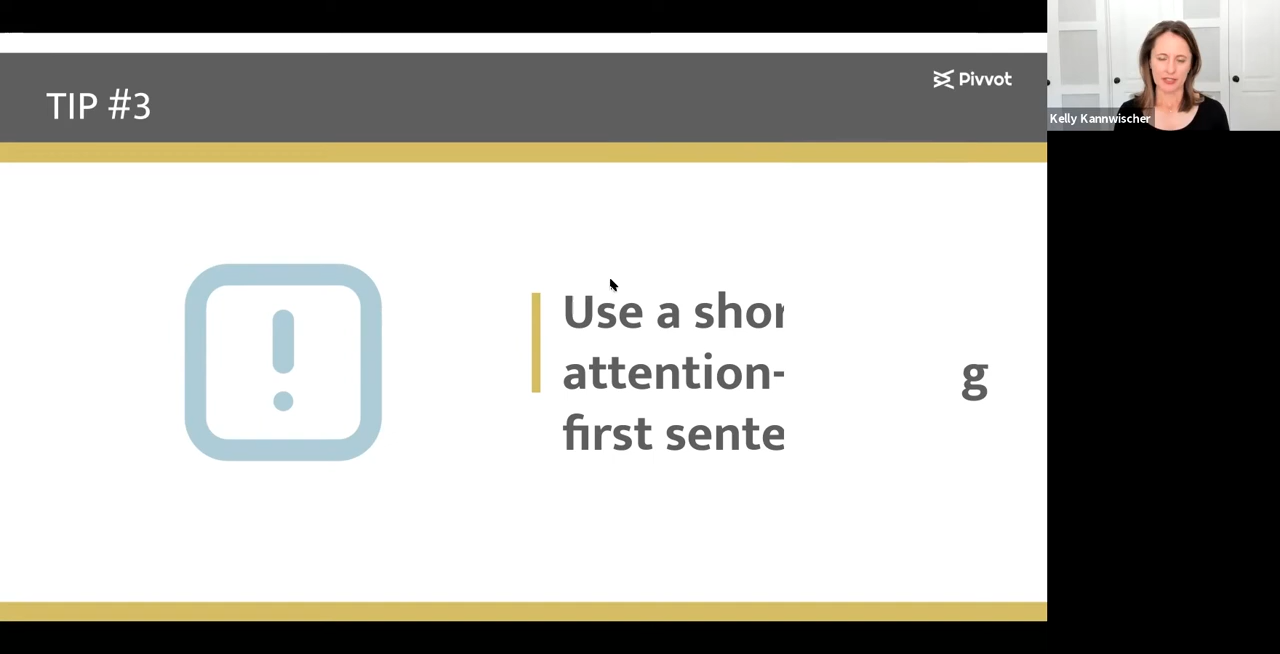 TIP #3
Pivvot
Kelly Kannwischer
Use a shor
attention- g
first sente